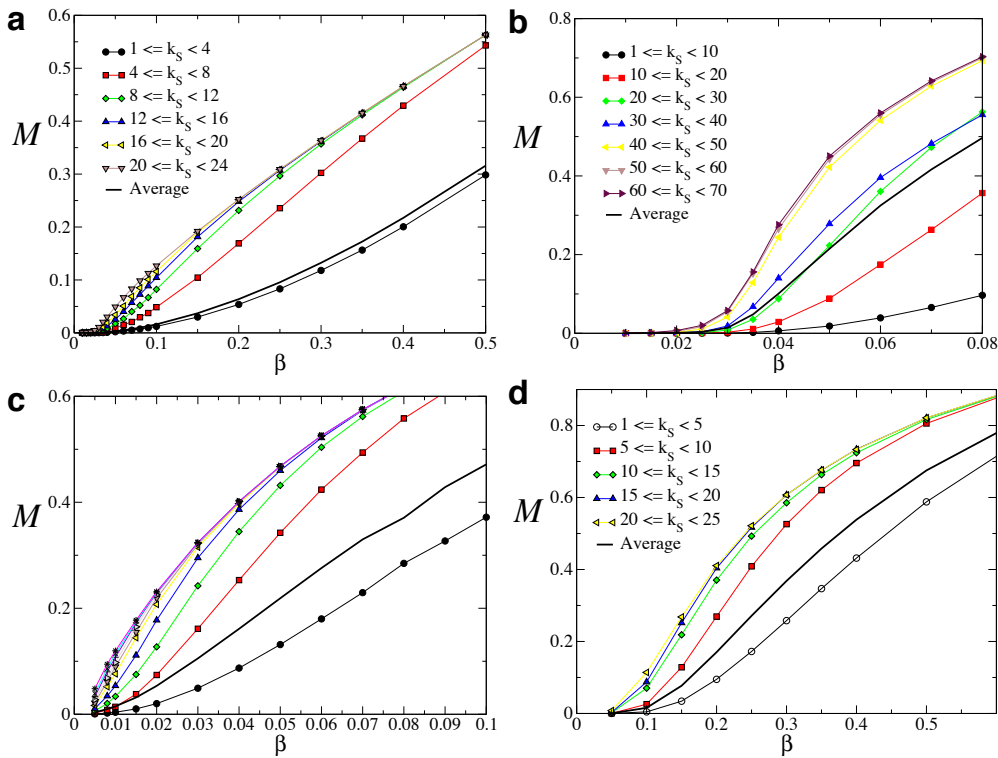 a
0.6
0.5
0.4
0.3
0.2
0.1
0
M
1 <= k_S < 4
4 <= k_S < 8
8 <= k_S < 12
12 <= k_S < 16
16 <= k_S < 20
20 <= k_S < 24
Average
0.1 0.2 0.3 0.4 0.5
β
b
0.8
0.6
0.4
0.2
0
M
1 <= k_S < 10
10 <= k_S < 20
20 <= k_S < 30
30 <= k_S < 40
40 <= k_S < 50
50 <= k_S < 60
60 <= k_S < 70
Average
0 0.02 0.04 0.06 0.08
β
c
0.6
0.4
0.2
0
M
0 0.01 0.02 0.03 0.04 0.05 0.06 0.07 0.08 0.09 0.1
β
d
0.8
0.6
0.4
0.2
0
M
1 <= k_S < 5
5 <= k_S < 10
10 <= k_S < 15
15 <= k_S < 20
20 <= k_S < 25
Average
0 0.1 0.2 0.3 0.4 0.5
β